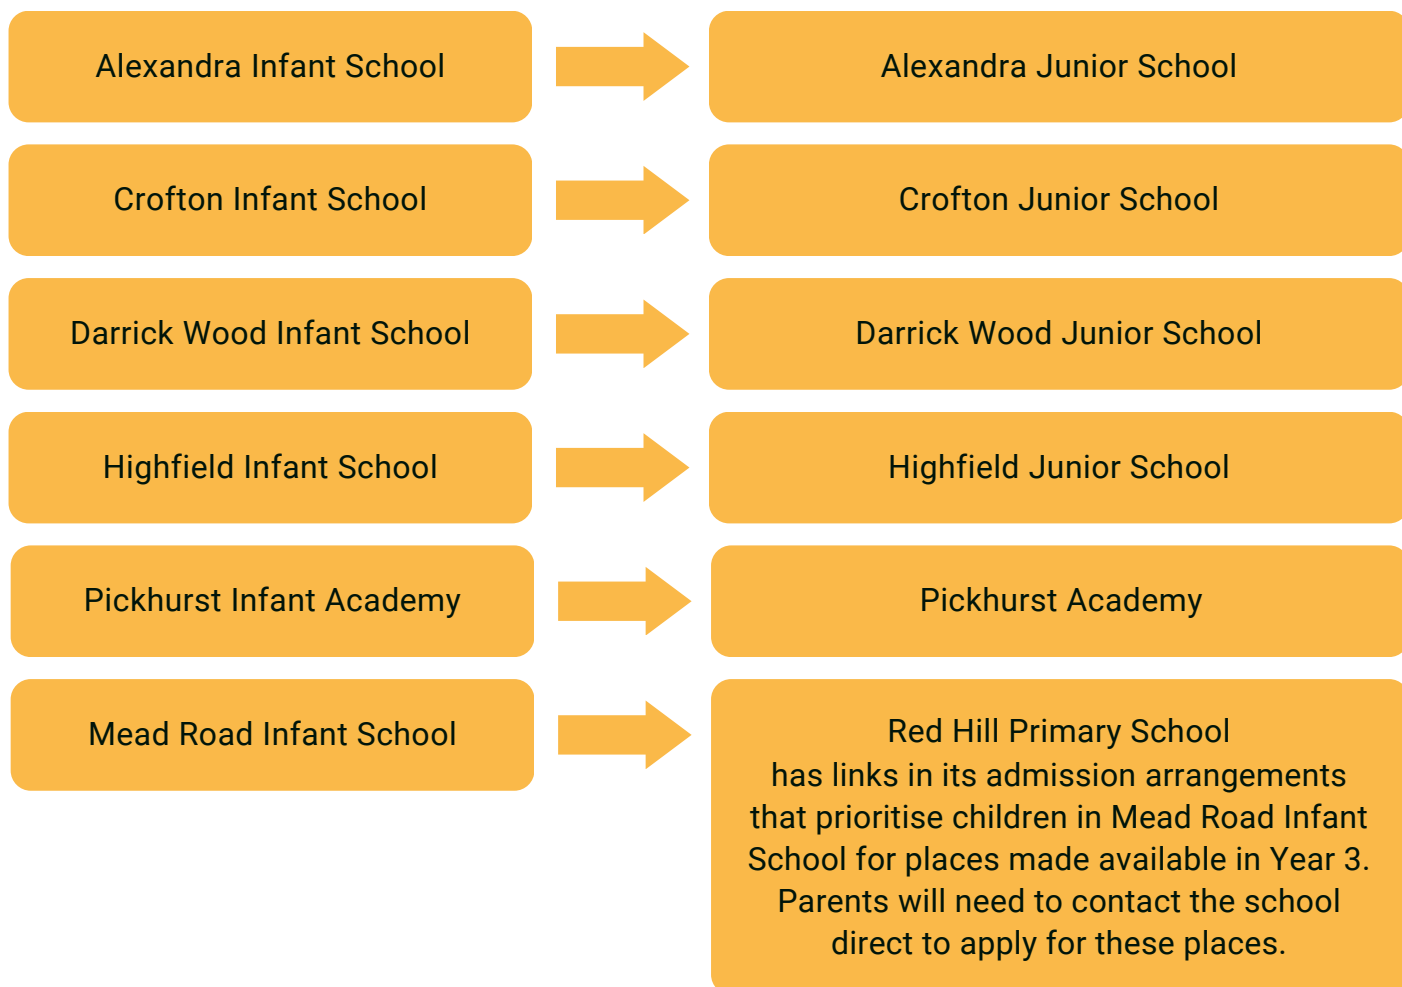 Alexandra Infant School
Alexandra Junior School
Crofton Infant School
Crofton Junior School
Darrick Wood Infant School
Darrick Wood Junior School
Highfield Infant School
Highfield Junior School
Pickhurst Infant Academy
Pickhurst Academy
Mead Road Infant School
Red Hill Primary School
has links in its admission arrangements
that prioritise children in Mead Road Infant
School for places made available in Year 3.
Parents will need to contact the school
direct to apply for these places.